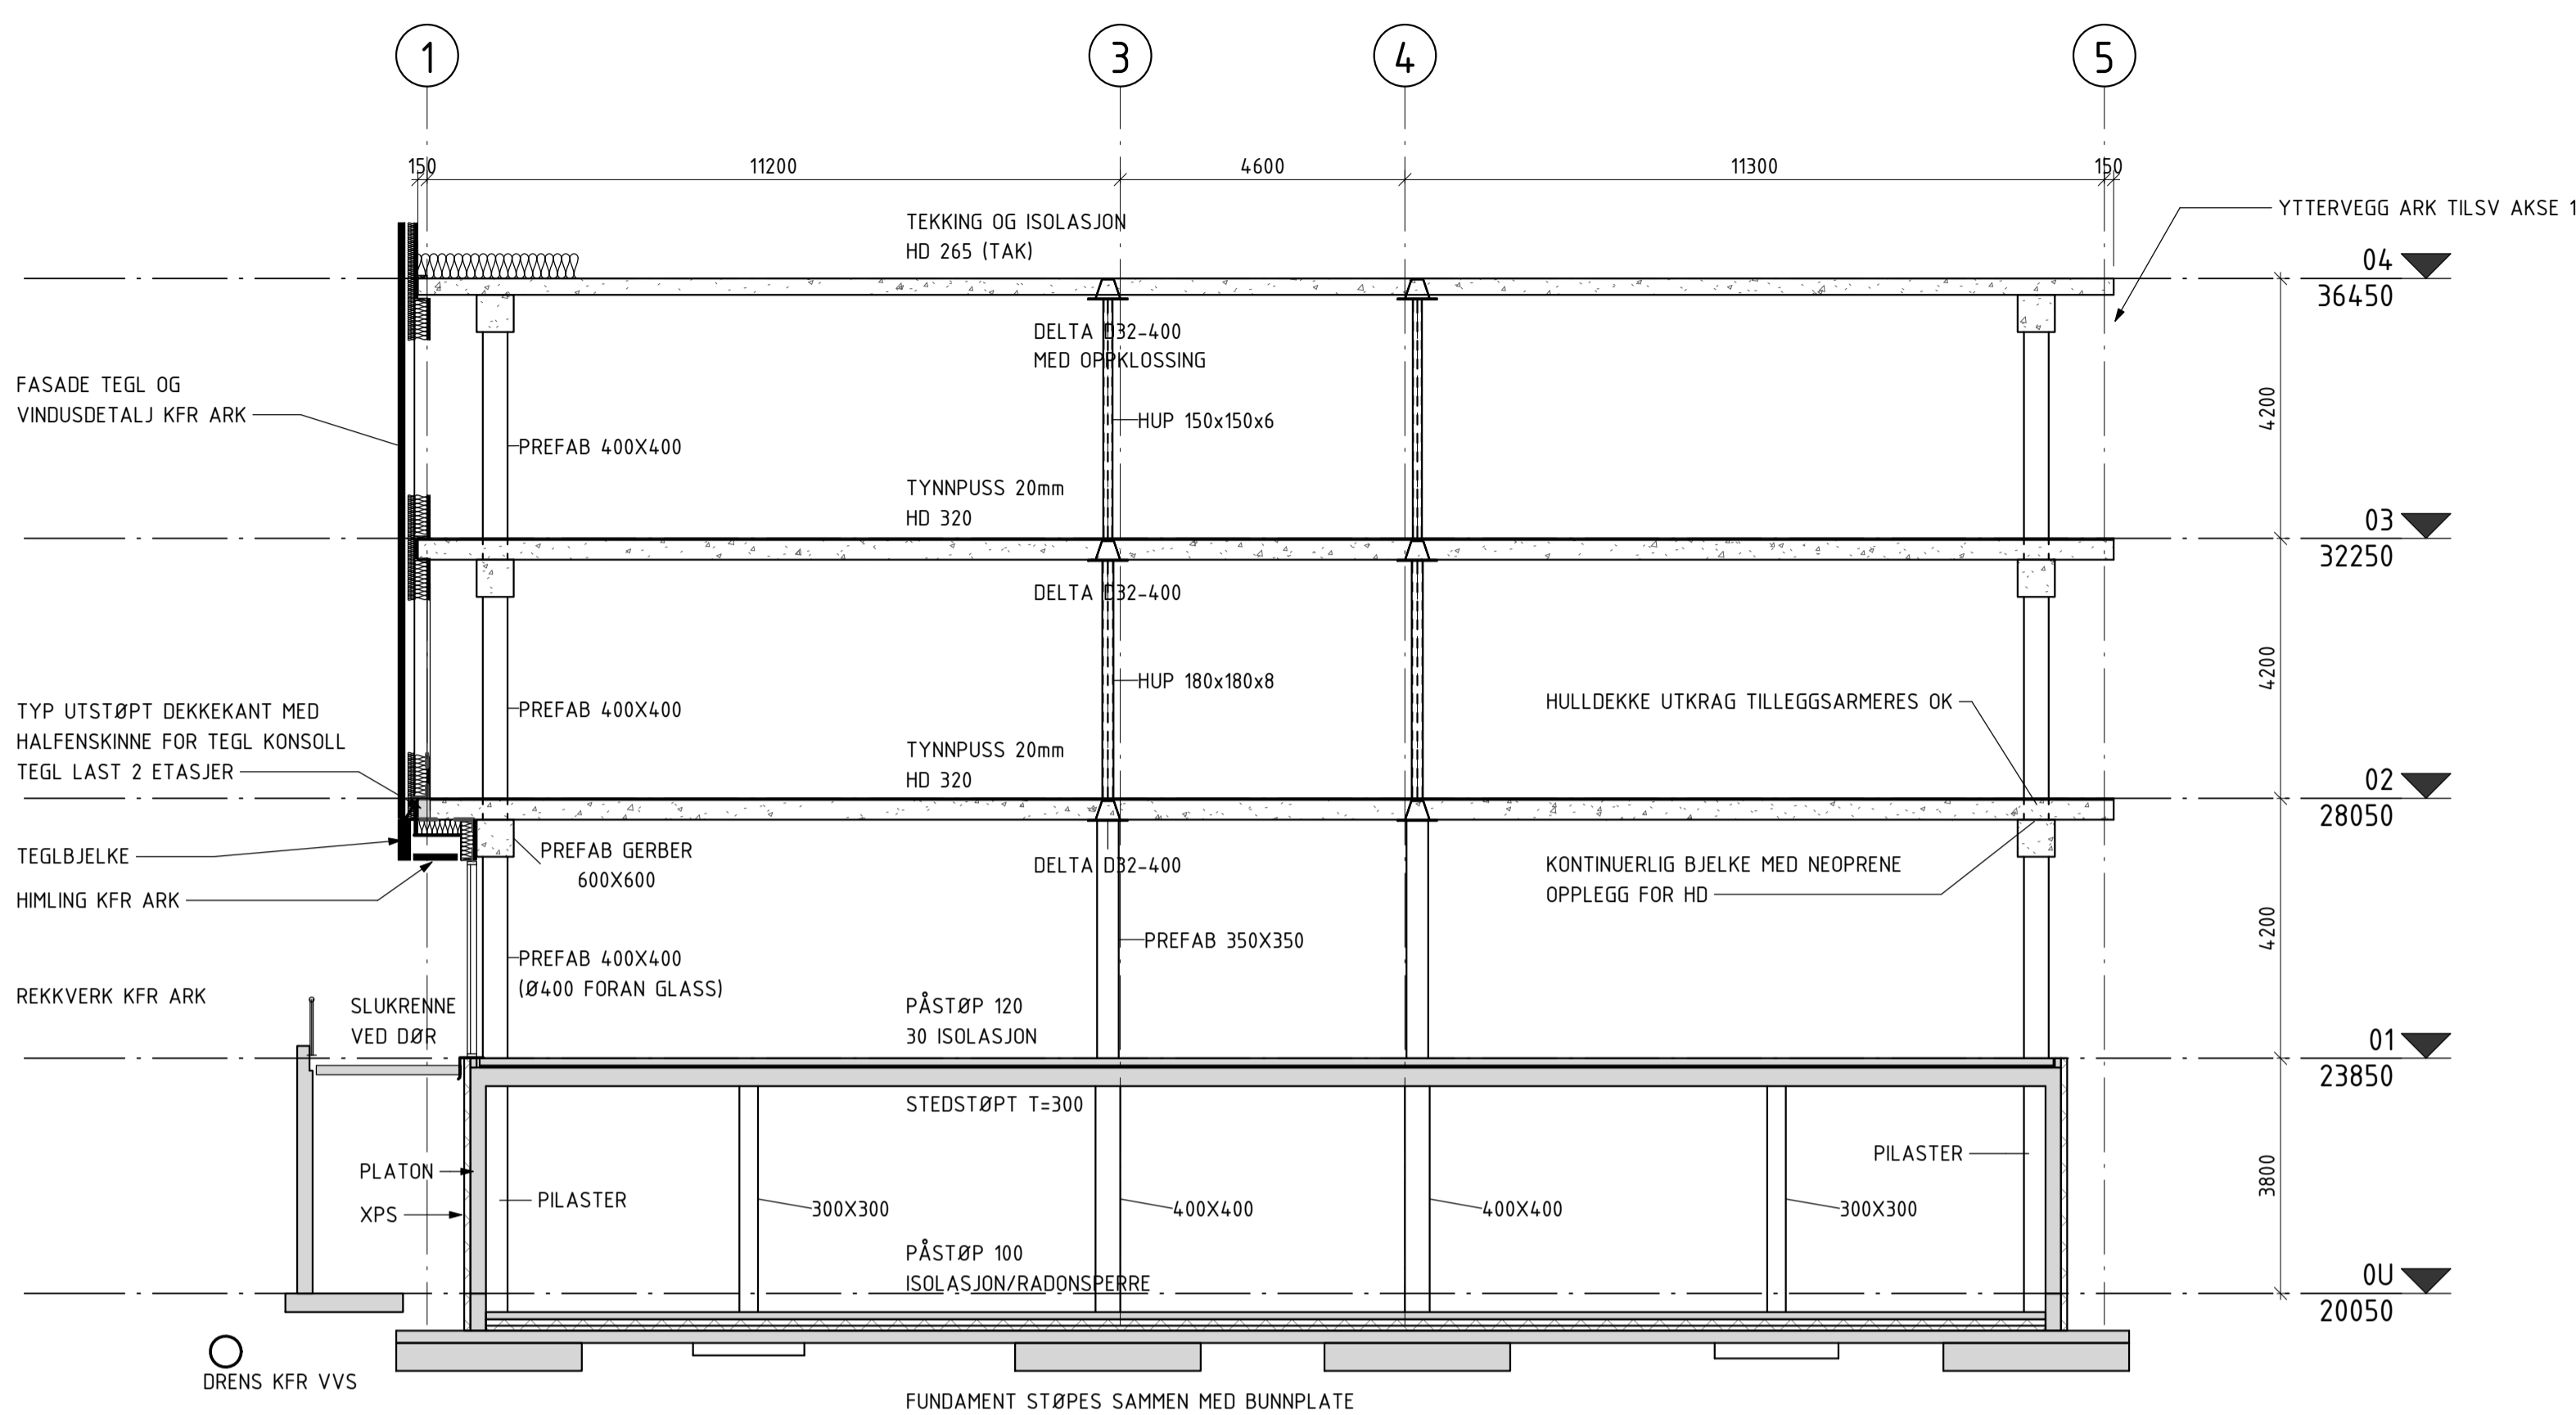 1
3
4
5
150
11200
4600
11300
150
YTTERVEGG ARK TILSV AKSE 1
TEKKING OG ISOLASJON
HD 265 (TAK)
04
36450
DELTA D32-400
MED OPPKLOSSING
FASADE TEGL OG
VINDUSDETALJ KFR ARK
4200
HUP 150x150x6
PREFAB 400X400
TYNNPUSS 20mm
HD 320
03
32250
DELTA D32-400
4200
HUP 180x180x8
HULLDEKKE UTKRAG TILLEGGSARMERES OK
PREFAB 400X400
TYP UTSTØPT DEKKEKANT MED
HALFENSKINNE FOR TEGL KONSOLL
TEGL LAST 2 ETASJER
TYNNPUSS 20mm
HD 320
02
28050
TEGLBJELKE
PREFAB GERBER
600X600
DELTA D32-400
KONTINUERLIG BJELKE MED NEOPRENE
OPPLEGG FOR HD
HIMLING KFR ARK
4200
PREFAB 350X350
PREFAB 400X400
(Ø400 FORAN GLASS)
REKKVERK KFR ARK
SLUKRENNE
VED DØR
PÅSTØP 120
30 ISOLASJON
01
23850
STEDSTØPT T=300
PLATON
PILASTER
3800
XPS
PILASTER
300X300
400X400
400X400
300X300
PÅSTØP 100
ISOLASJON/RADONSPERRE
0U
20050
DRENS KFR VVS
FUNDAMENT STØPES SAMMEN MED BUNNPLATE